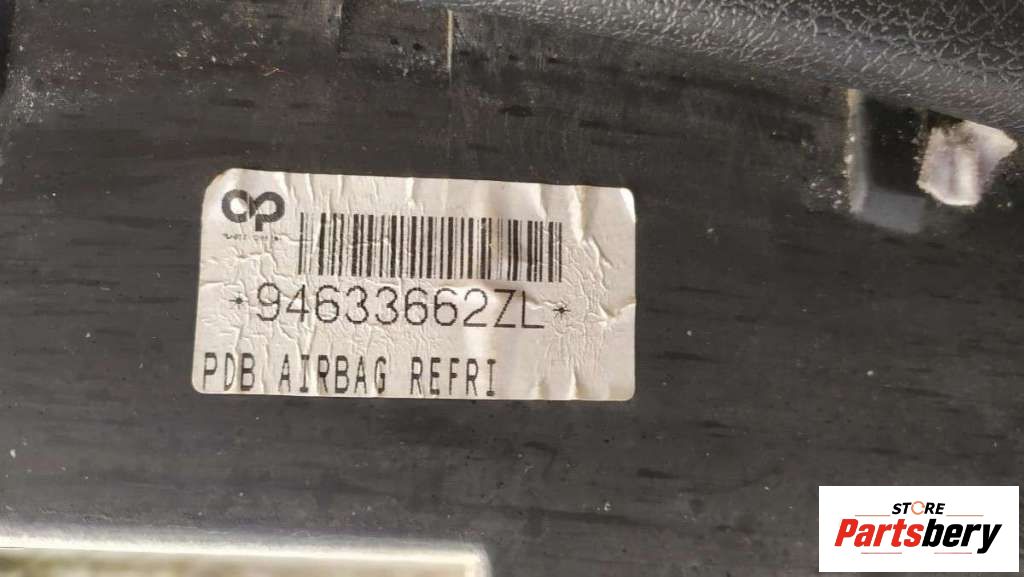 *94633662ZL*
PDB AIRBAG REFRI
STORE
Partsbery